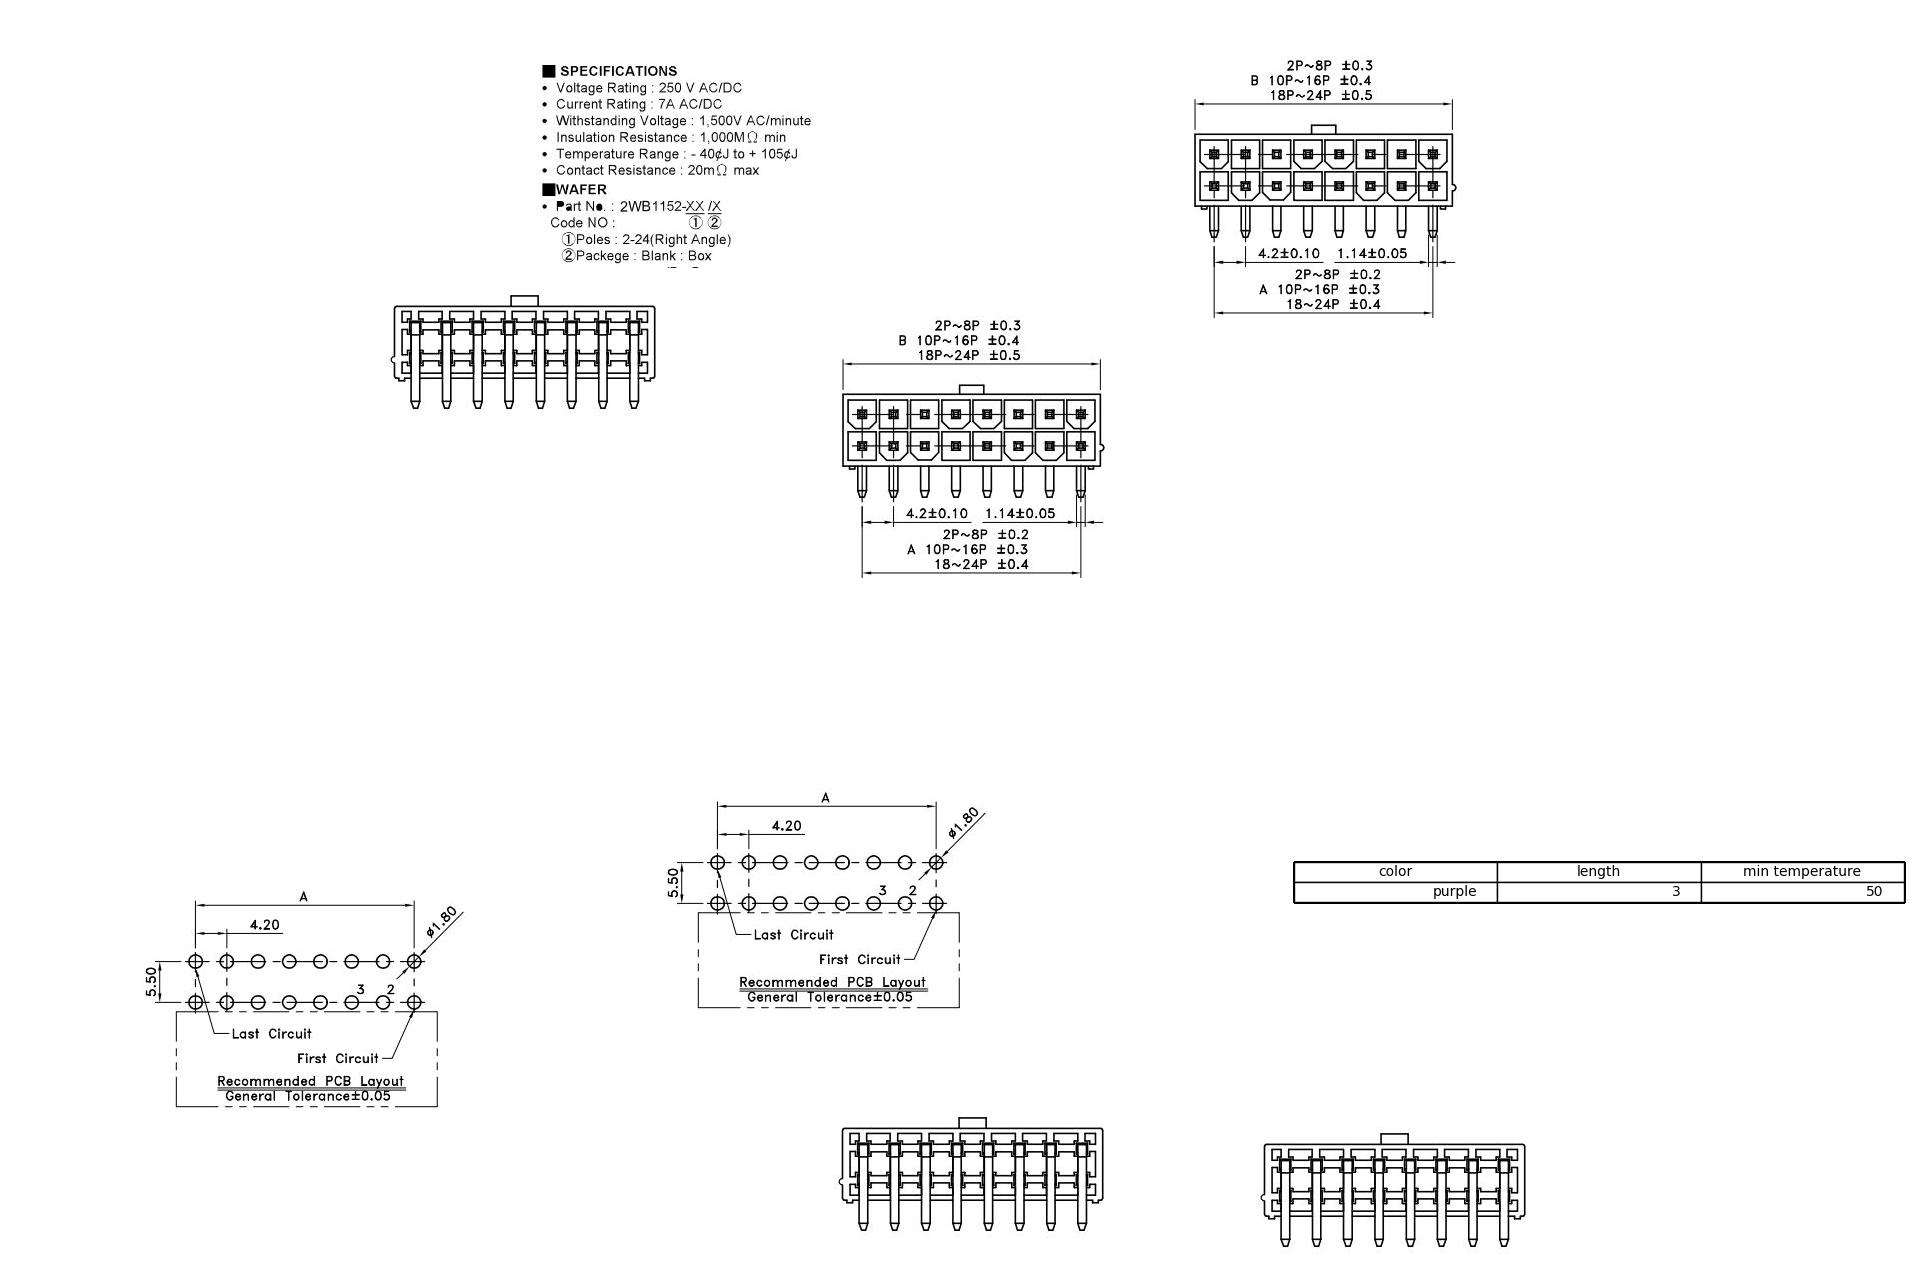 ■ SPECIFICATIONS
• Voltage Rating : 250 V AC/DC
• Current Rating : 7A AC/DC
• Withstanding Voltage : 1,500V AC/minute
• Insulation Resistance : 1,000MΩ min
• Temperature Range : - 40¢J to + 105¢J
• Contact Resistance : 20mΩ max
■WAFER
• Part No. : 2WB1152-XX /X
Code NO : ① ②
①Poles : 2-24(Right Angle)
②Packege : Blank : Box
2P~8P ±0.3
B 10P~16P ±0.4
18P~24P ±0.5
4.2±0.10 1.14±0.05
2P~8P ±0.2
A 10P~16P ±0.3
18~24P ±0.4
2P~8P ±0.3
B 10P~16P ±0.4
18P~24P ±0.5
4.2±0.10 1.14±0.05
2P~8P ±0.2
A 10P~16P ±0.3
18~24P ±0.4
A
4.20
ø1.80
5.50
3 2
Last Circuit
First Circuit
Recommended PCB Layout
General Tolerance±0.05
color length min temperature
purple 3 50
A
4.20
ø1.80
5.50
3 2
Last Circuit
First Circuit
Recommended PCB Layout
General Tolerance±0.05